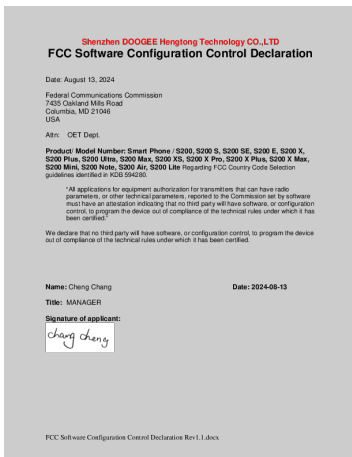 Shenzhen DOOGEE Hengtong Technology CO.,LTD
FCC Software Configuration Control Declaration
Date: August 13, 2024
Federal Communications Commission
7435 Oakland Mills Road
Columbia, MD 21046
USA
Attn: OET Dept.
Product/ Model Number: Smart Phone / S200, S200 S, S200 SE, S200 E, S200 X,
S200 Plus, S200 Ultra, S200 Max, S200 XS, S200 X Pro, S200 X Plus, S200 X Max,
S200 Mini, S200 Note, S200 Air, S200 Lite Regarding FCC Country Code Selection
guidelines identified in KDB 594280.
"All applications for equipment authorization for transmitters that can have radio
parameters, or other technical parameters, reported to the Commission set by software
must have an attestation indicating that no third party will have software, or configuration
control, to program the device out of compliance of the technical rules under which it has
been certified."
We declare that no third party will have software, or configuration control, to program the device
out of compliance of the technical rules under which it has been certified.
Name: Cheng Chang Date: 2024-08-13
Title: MANAGER
Signature of applicant:
chang cheng
FCC Software Configuration Control Declaration Rev1.1.docx